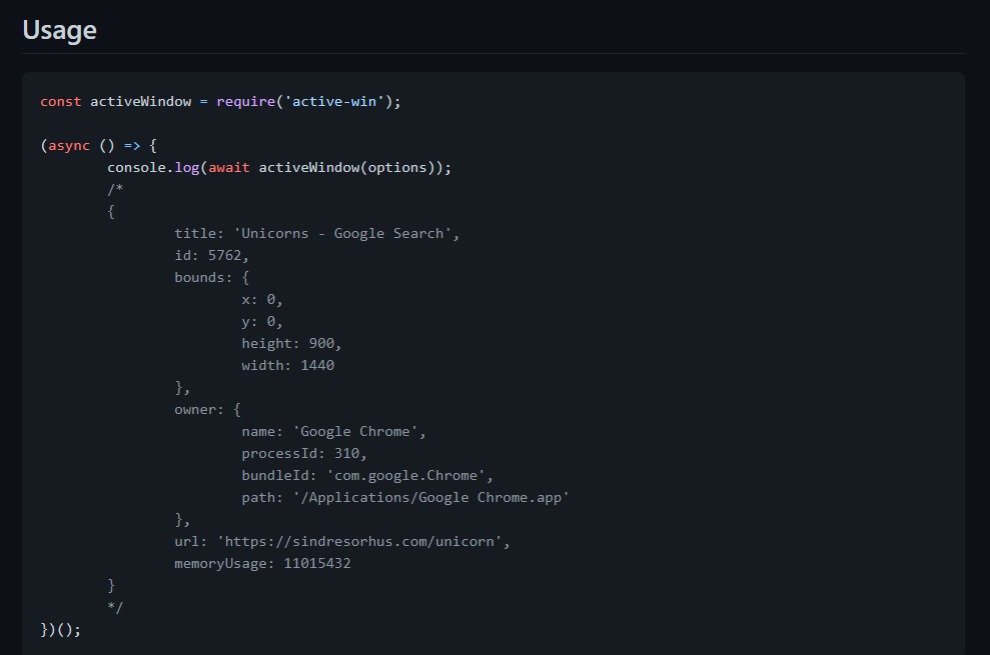 Usage
const activeWindow = require('active-win');
(async () => {
console.log(await activeWindow(options));
/*
{
title: 'Unicorns - Google Search',
id: 5762,
bounds: {
x: 0,
y: 0,
height: 900,
width: 1440
},
owner: {
name: 'Google Chrome',
processId: 310,
bundleId: 'com.google.Chrome',
path: '/Applications/Google Chrome.app'
},
url: 'https://sindresorhus.com/unicorn',
memoryUsage: 11015432
}
*/
})();